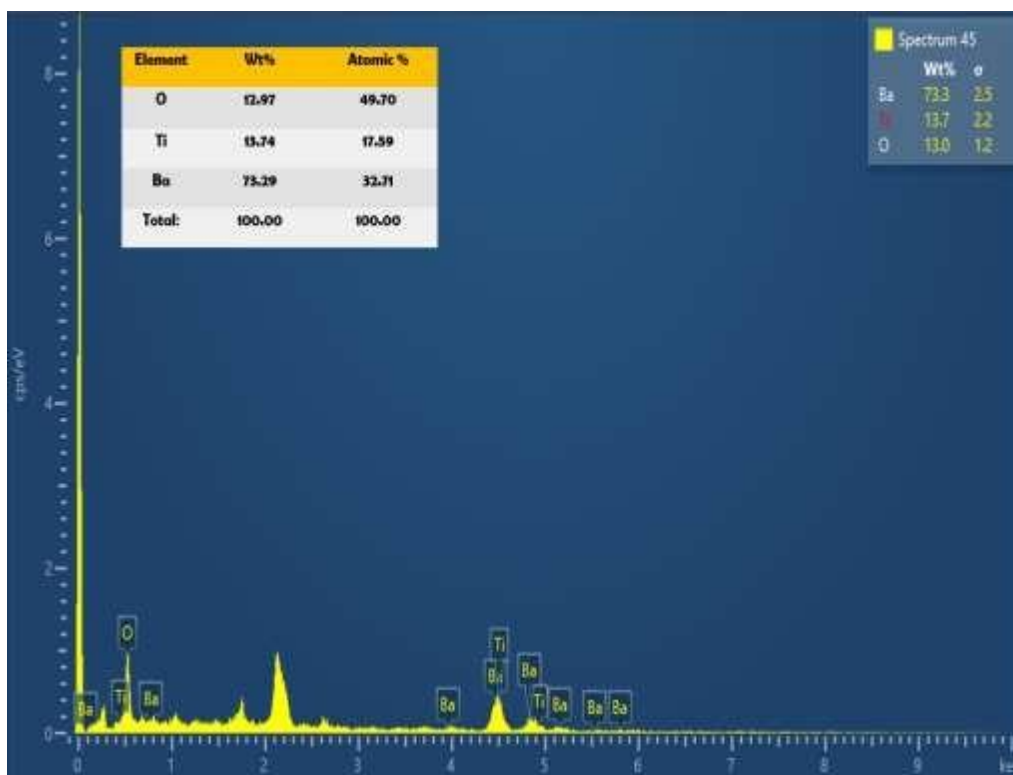 Element Wt% Atomic %
O 12.97 49.70
Ti 13.74 17.59
Ba 73.29 32.71
Total: 100.00 100.00
Spectrum 45
Wt% σ
Ba 73.3 2.5
Ti 13.7 2.2
O 13.0 1.2
8
6
cps/eV
4
2
0
O
Ti
Ba
Ba
Ba Ti Ba
Ba
Ti Ba
Ba Ba
0 1 2 3 4 5 6 7 8 9